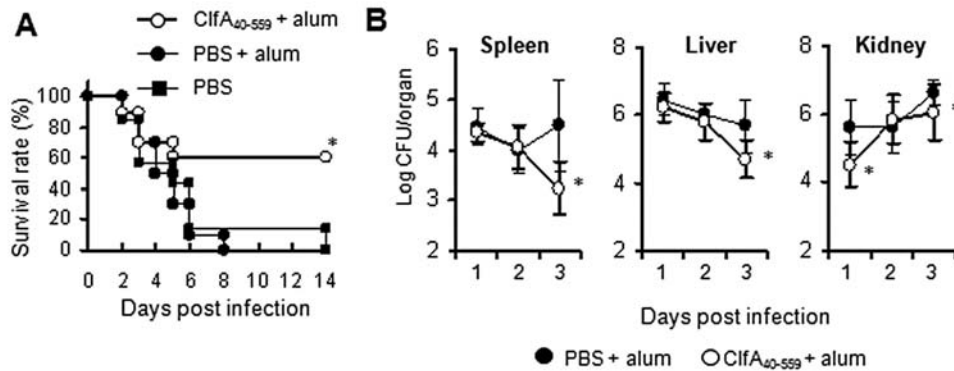 A
ClfA40-559 + alum
PBS + alum
PBS
Survival rate (%)
100
80
60
40
20
0
*
0 2 4 6 8 10 12 14
Days post infection
B
Spleen Liver Kidney
Log CFU/organ
6
5
4
3
2
*
1 2 3
8
6
4
2
*
1 2 3
8
6
4
2
*
*
1 2 3
Days post infection
PBS + alum ClfA40-559 + alum